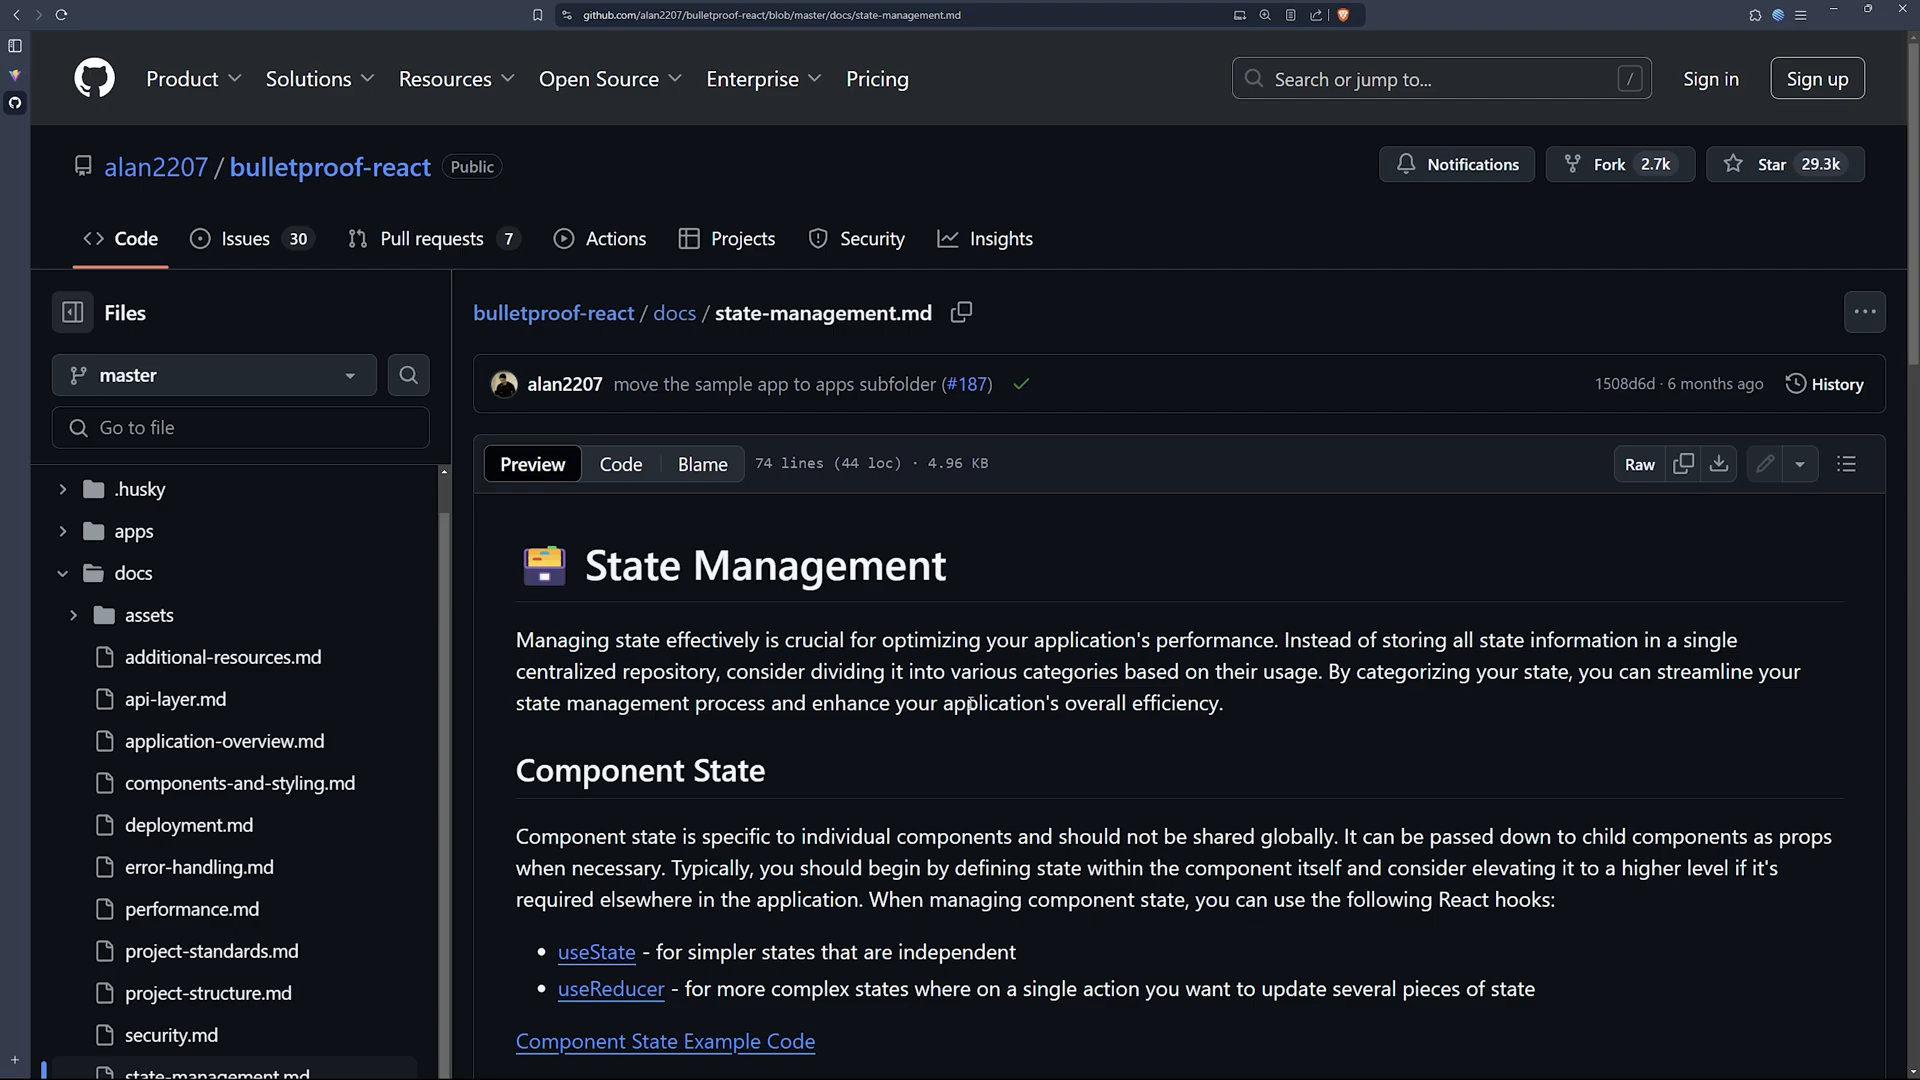 github.com/alan2207/bulletproof-react/blob/master/docs/state-management.md
Product Solutions Resources Open Source Enterprise Pricing Search or jump to... / Sign in Sign up
alan2207 / bulletproof-react Public Notifications Fork 2.7k Star 29.3k
Code Issues 30 Pull requests 7 Actions Projects Security Insights
Files
master
Go to file
.husky
apps
docs
assets
additional-resources.md
api-layer.md
application-overview.md
components-and-styling.md
deployment.md
error-handling.md
performance.md
project-standards.md
project-structure.md
security.md
state-management.md
bulletproof-react / docs / state-management.md
alan2207 move the sample app to apps subfolder (#187) 1508d6d · 6 months ago History
Preview Code Blame 74 lines (44 loc) · 4.96 KB Raw
State Management
Managing state effectively is crucial for optimizing your application's performance. Instead of storing all state information in a single
centralized repository, consider dividing it into various categories based on their usage. By categorizing your state, you can streamline your
state management process and enhance your application's overall efficiency.
Component State
Component state is specific to individual components and should not be shared globally. It can be passed down to child components as props
when necessary. Typically, you should begin by defining state within the component itself and consider elevating it to a higher level if it's
required elsewhere in the application. When managing component state, you can use the following React hooks:
• useState - for simpler states that are independent
• useReducer - for more complex states where on a single action you want to update several pieces of state
Component State Example Code